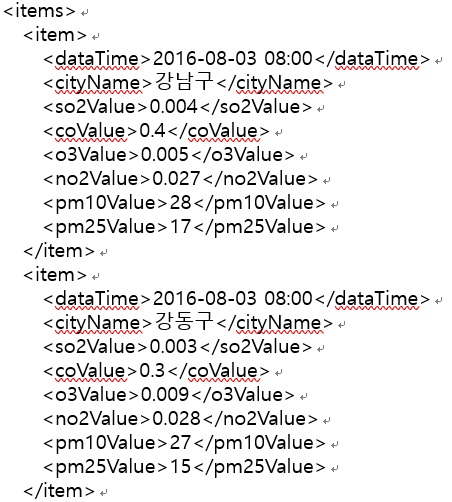 <items>
<item>
<dataTime>2016-08-03 08:00</dataTime>
<cityName>강남구</cityName>
<so2Value>0.004</so2Value>
<coValue>0.4</coValue>
<o3Value>0.005</o3Value>
<no2Value>0.027</no2Value>
<pm10Value>28</pm10Value>
<pm25Value>17</pm25Value>
</item>
<item>
<dataTime>2016-08-03 08:00</dataTime>
<cityName>강동구</cityName>
<so2Value>0.003</so2Value>
<coValue>0.3</coValue>
<o3Value>0.009</o3Value>
<no2Value>0.028</no2Value>
<pm10Value>27</pm10Value>
<pm25Value>15</pm25Value>
</item>